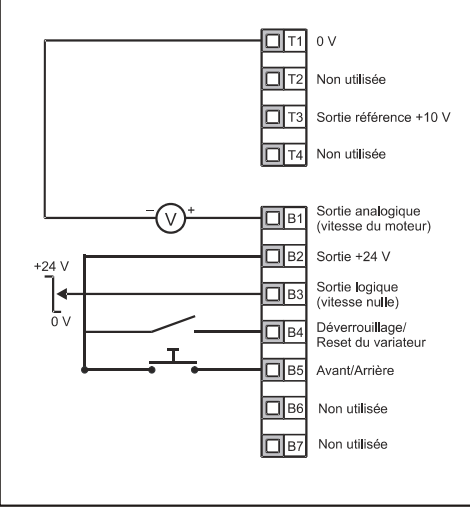 T1 0 V
T2 Non utilisée
T3 Sortie référence +10 V
T4 Non utilisée
– V +
B1 Sortie analogique
(vitesse du moteur)
B2 Sortie +24 V
+24 V
0 V
B3 Sortie logique
(vitesse nulle)
B4 Déverrouillage/
Reset du variateur
B5 Avant/Arrière
B6 Non utilisée
B7 Non utilisée